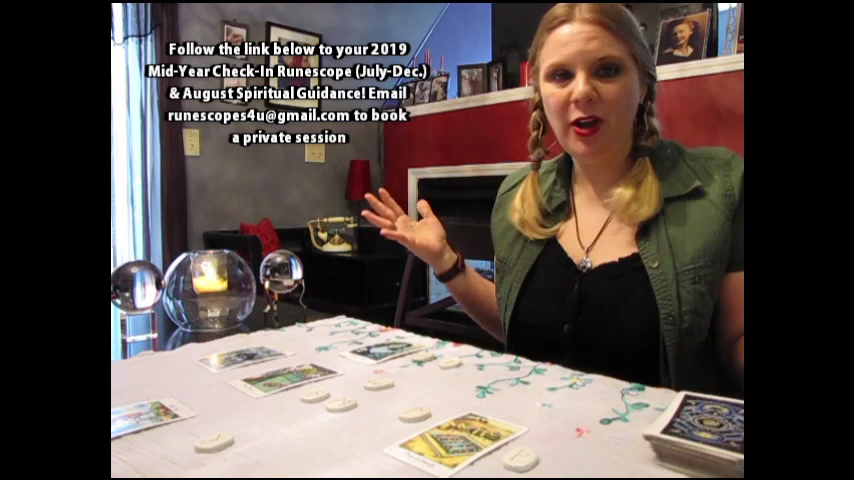 Follow the link below to your 2019
Mid-Year Check-In Runescope (July-Dec.)
& August Spiritual Guidance! Email
runescopes4u@gmail.com to book
a private session